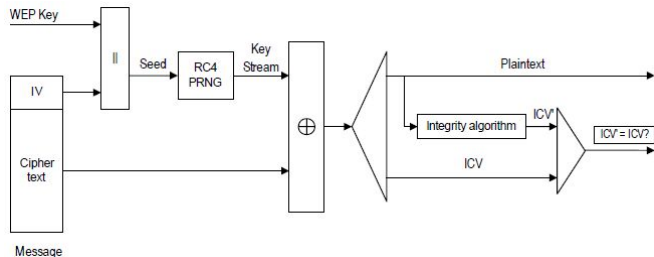 WEP Key
IV
Cipher
text
Message
||
Seed
RC4
PRNG
Key
Stream
Plaintext
Integrity algorithm
ICV'
ICV
ICV' = ICV?